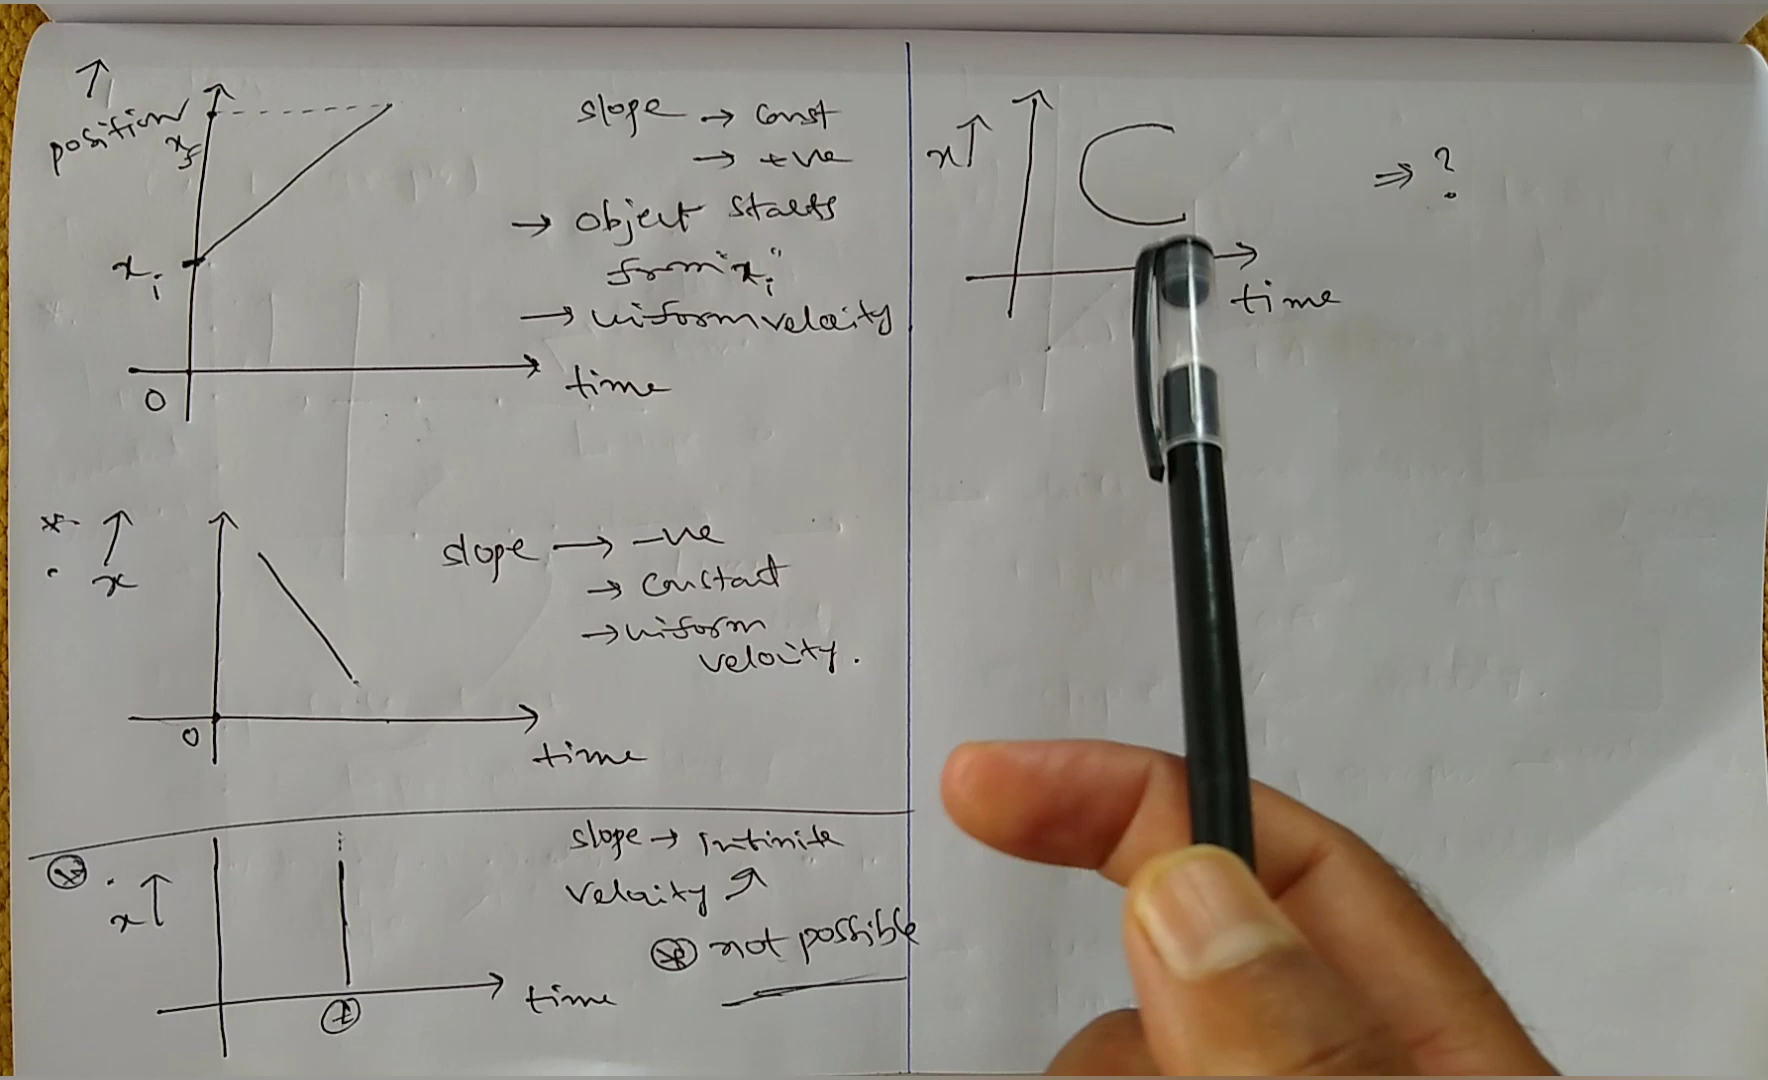 ↑
position
x_f
slope → const
→ +ve
→ object starts
from "x_i"
→ uniform velocity
x_i
0
time
* ↑
x
slope → -ve
→ constant
→ uniform
velocity.
0
time
x ↑
slope → Infinite
velocity ↗
* not possible
time
t
x ↑
⇒ ?
time